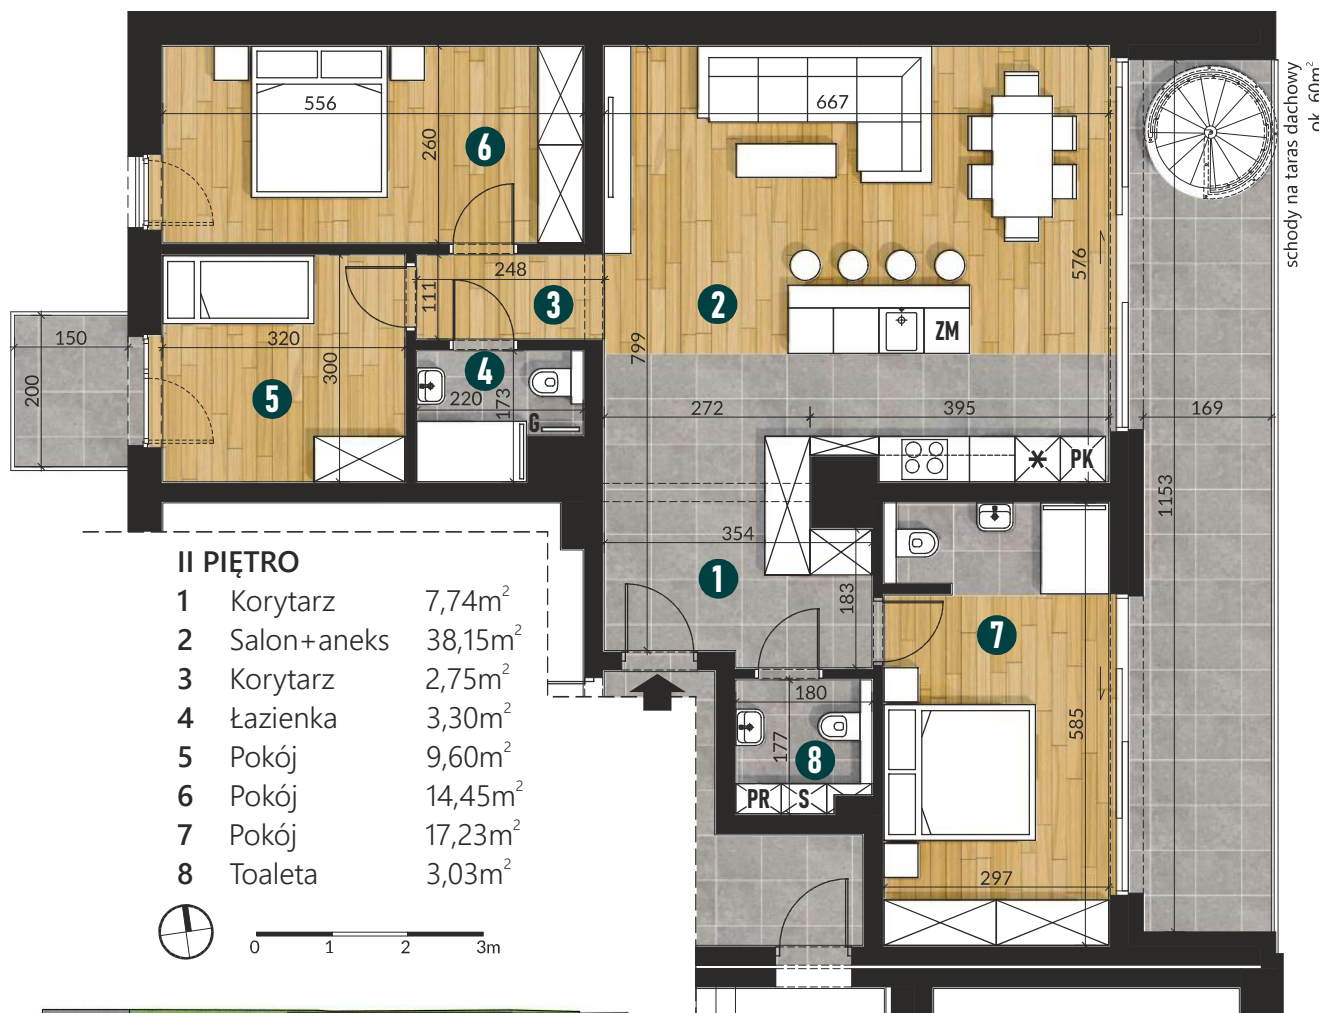 556
260
6
667
576
schody na taras dachowy
ok. 60m²
248
111
3
2
ZM
799
150
200
320
300
5
4
220
173
G
272
395
169
PK
1153
354
1
183
7
180
177
8
PR
S
585
297
II PIĘTRO
1 Korytarz 7,74m²
2 Salon+aneks 38,15m²
3 Korytarz 2,75m²
4 Łazienka 3,30m²
5 Pokój 9,60m²
6 Pokój 14,45m²
7 Pokój 17,23m²
8 Toaleta 3,03m²
0 1 2 3m